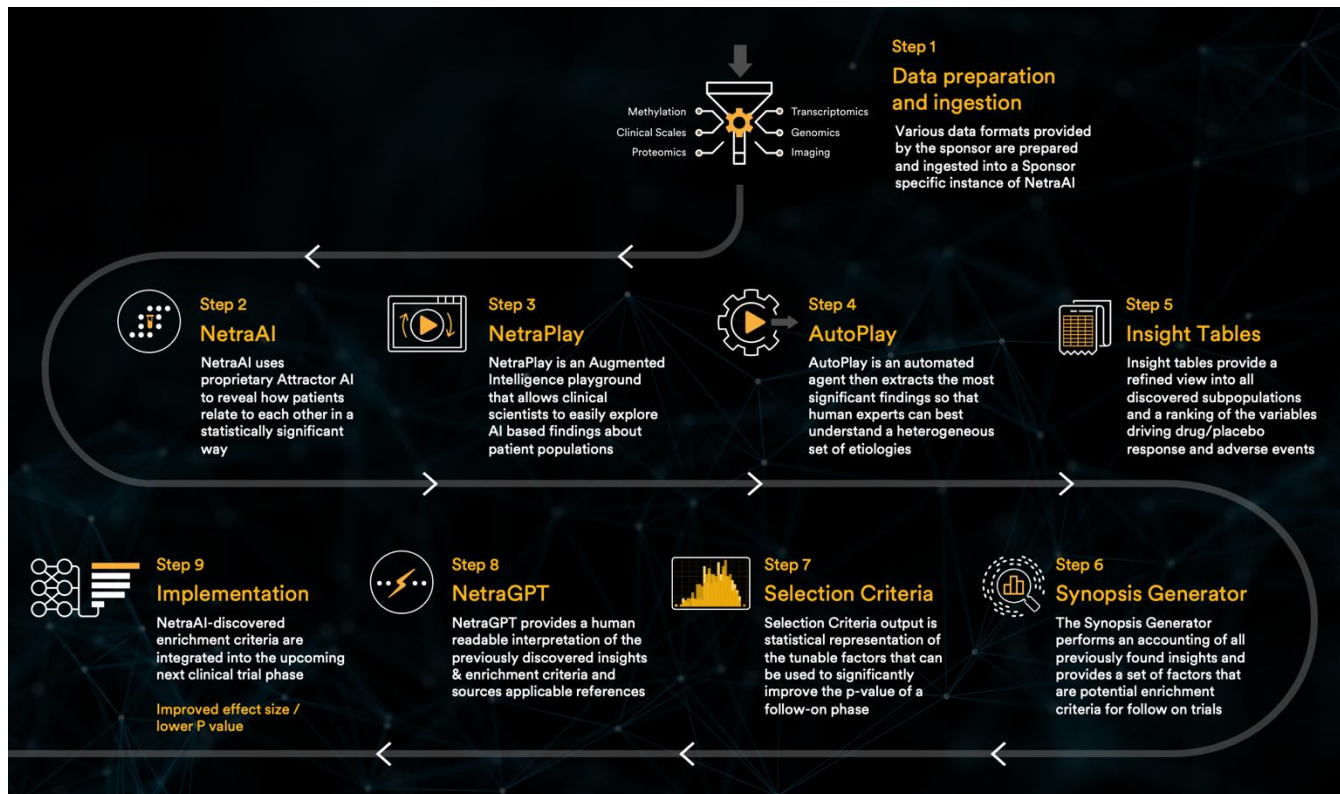 Step 1
Data preparation
and ingestion
Various data formats provided
by the sponsor are prepared
and ingested into a Sponsor
specific instance of NetraAI
Methylation
Clinical Scales
Proteomics
Transcriptomics
Genomics
Imaging
Step 2
NetraAI
NetraAI uses
proprietary Attractor AI
to reveal how patients
relate to each other in a
statistically significant
way
Step 3
NetraPlay
NetraPlay is an Augmented
Intelligence playground
that allows clinical
scientists to easily explore
AI based findings about
patient populations
Step 4
AutoPlay
AutoPlay is an automated
agent then extracts the most
significant findings so that
human experts can best
understand a heterogeneous
set of etiologies
Step 5
Insight Tables
Insight tables provide a
refined view into all
discovered subpopulations
and a ranking of the variables
driving drug/placebo
response and adverse events
Step 6
Synopsis Generator
The Synopsis Generator
performs an accounting of all
previously found insights and
provides a set of factors that
are potential enrichment
criteria for follow on trials
Step 7
Selection Criteria
Selection Criteria output is
statistical representation of
the tunable factors that can
be used to significantly
improve the p-value of a
follow-on phase
Step 8
NetraGPT
NetraGPT provides a human
readable interpretation of the
previously discovered insights
& enrichment criteria and
sources applicable references
Step 9
Implementation
NetraAI-discovered
enrichment criteria are
integrated into the upcoming
next clinical trial phase
Improved effect size /
lower P value